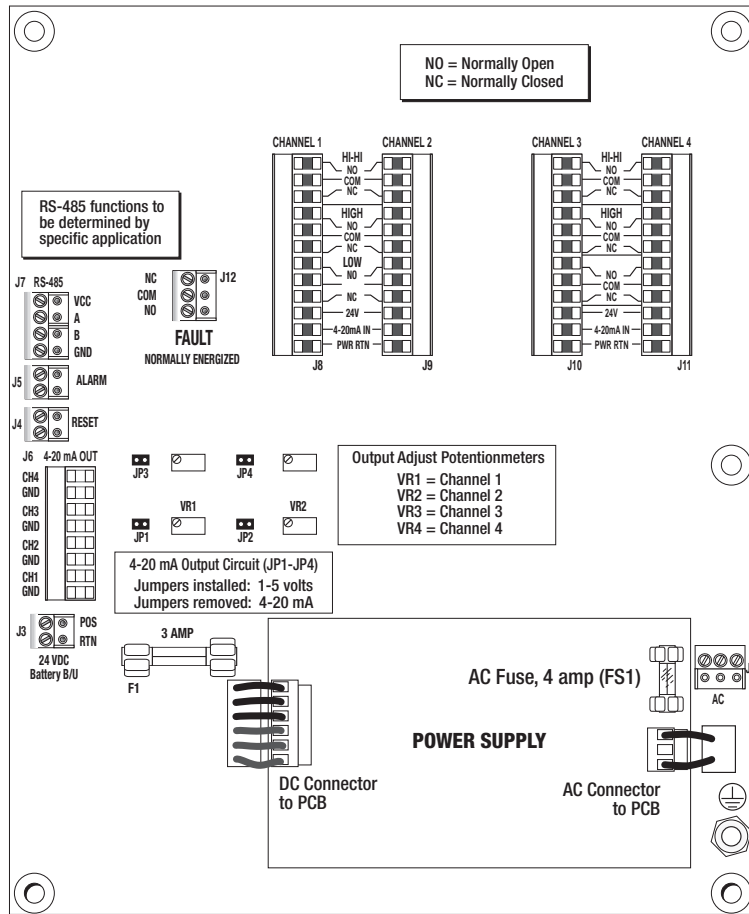 NO = Normally Open
NC = Normally Closed
CHANNEL 1
CHANNEL 2
CHANNEL 3
CHANNEL 4
HI-HI
NO
COM
NC
HIGH
NO
COM
NC
LOW
NO
NC
24V
4-20mA IN
PWR RTN
J8
J9
HI-HI
NO
COM
NC
HIGH
NO
COM
NC
NO
COM
NC
24V
4-20mA IN
PWR RTN
J10
J11
RS-485 functions to
be determined by
specific application
J7 RS-485
VCC
A
B
GND
NC
COM
NO
J12
FAULT
NORMALLY ENERGIZED
J5
ALARM
J4
RESET
J6 4-20 mA OUT
CH4
GND
CH3
GND
CH2
GND
CH1
GND
JP3
JP4
VR1
VR2
JP1
JP2
Output Adjust Potentionmeters
VR1 = Channel 1
VR2 = Channel 2
VR3 = Channel 3
VR4 = Channel 4
4-20 mA Output Circuit (JP1-JP4)
Jumpers installed: 1-5 volts
Jumpers removed: 4-20 mA
J3
POS
RTN
24 VDC
Battery B/U
3 AMP
F1
AC Fuse, 4 amp (FS1)
AC
POWER SUPPLY
DC Connector
to PCB
AC Connector
to PCB